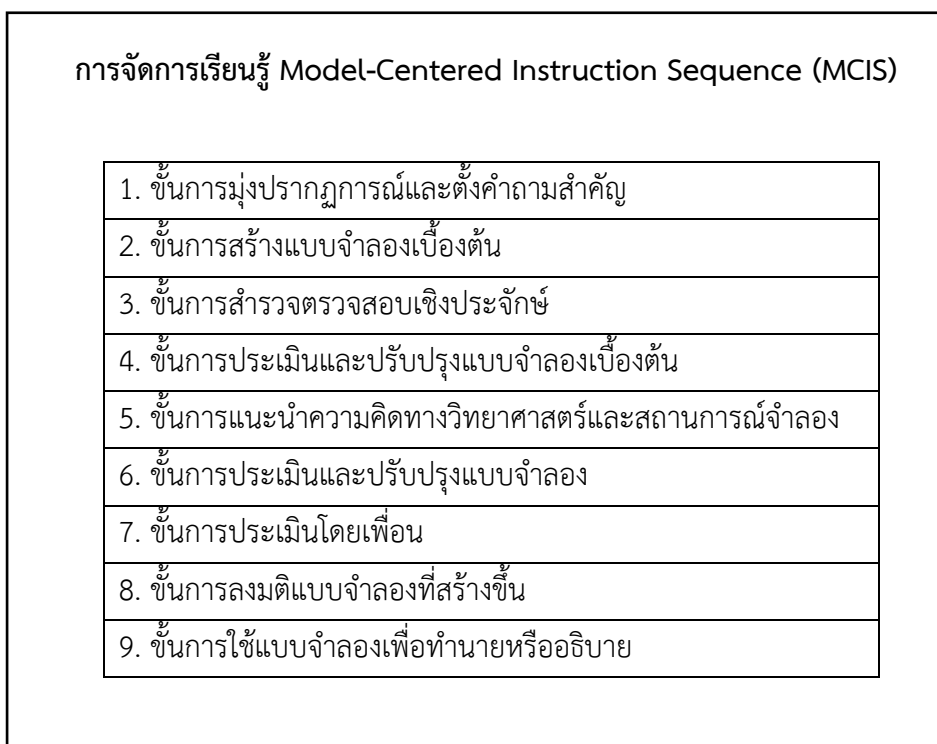 การจัดการเรียนรู้ Model-Centered Instruction Sequence (MCIS)
1. ขั้นการมุ่งปรากฏการณ์และตั้งคำถามสำคัญ
2. ขั้นการสร้างแบบจำลองเบื้องต้น
3. ขั้นการสำรวจตรวจสอบเชิงประจักษ์
4. ขั้นการประเมินและปรับปรุงแบบจำลองเบื้องต้น
5. ขั้นการแนะนำความคิดทางวิทยาศาสตร์และสถานการณ์จำลอง
6. ขั้นการประเมินและปรับปรุงแบบจำลอง
7. ขั้นการประเมินโดยเพื่อน
8. ขั้นการลงมติแบบจำลองที่สร้างขึ้น
9. ขั้นการใช้แบบจำลองเพื่อทำนายหรืออธิบาย